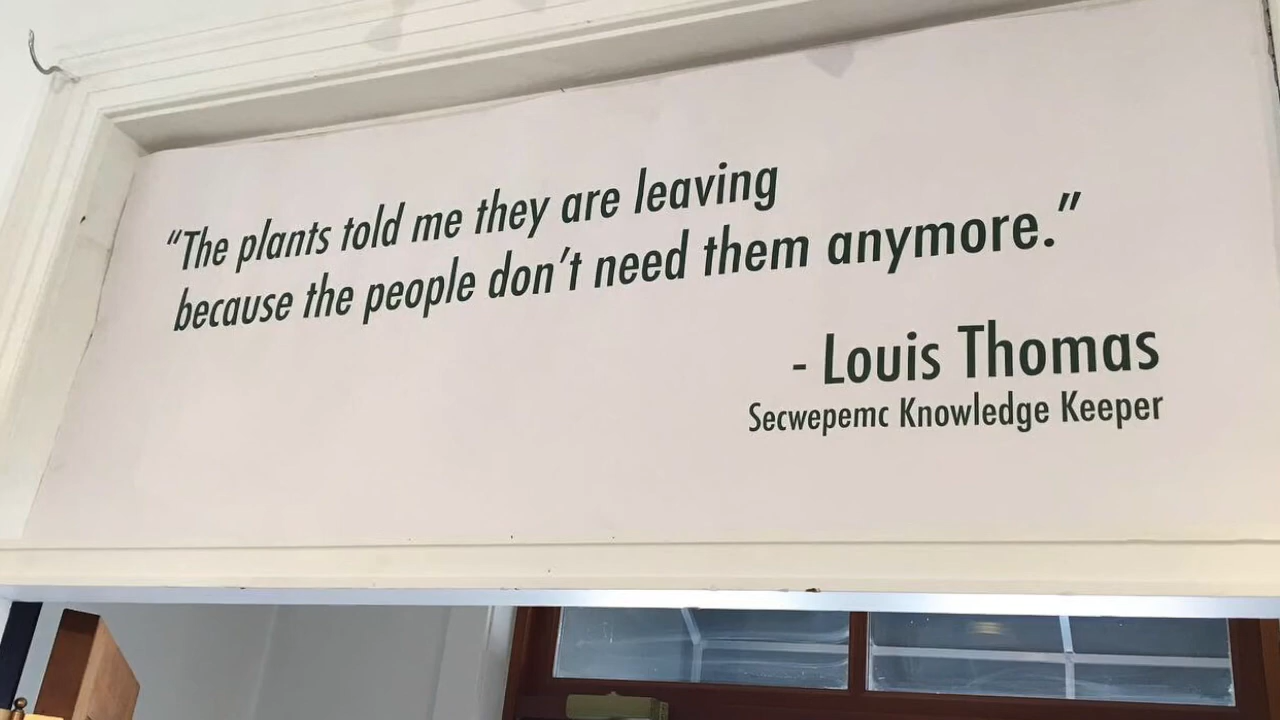 “The plants told me they are leaving
because the people don’t need them anymore.”
- Louis Thomas
Secwepemc Knowledge Keeper